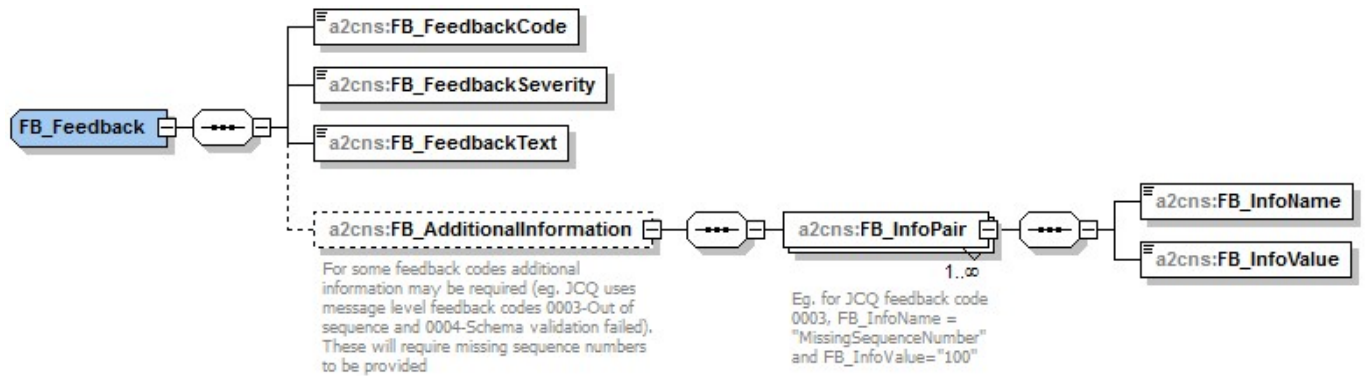 a2cns:FB_FeedbackCode
a2cns:FB_FeedbackSeverity
FB_Feedback
a2cns:FB_FeedbackText
a2cns:FB_AdditionalInformation
For some feedback codes additional
information may be required (eg. JCQ uses
message level feedback codes 0003-Out of
sequence and 0004-Schema validation failed).
These will require missing sequence numbers
to be provided
a2cns:FB_InfoPair
1..∞
Eg. for JCQ feedback code
0003, FB_InfoName =
"MissingSequenceNumber"
and FB_InfoValue="100"
a2cns:FB_InfoName
a2cns:FB_InfoValue